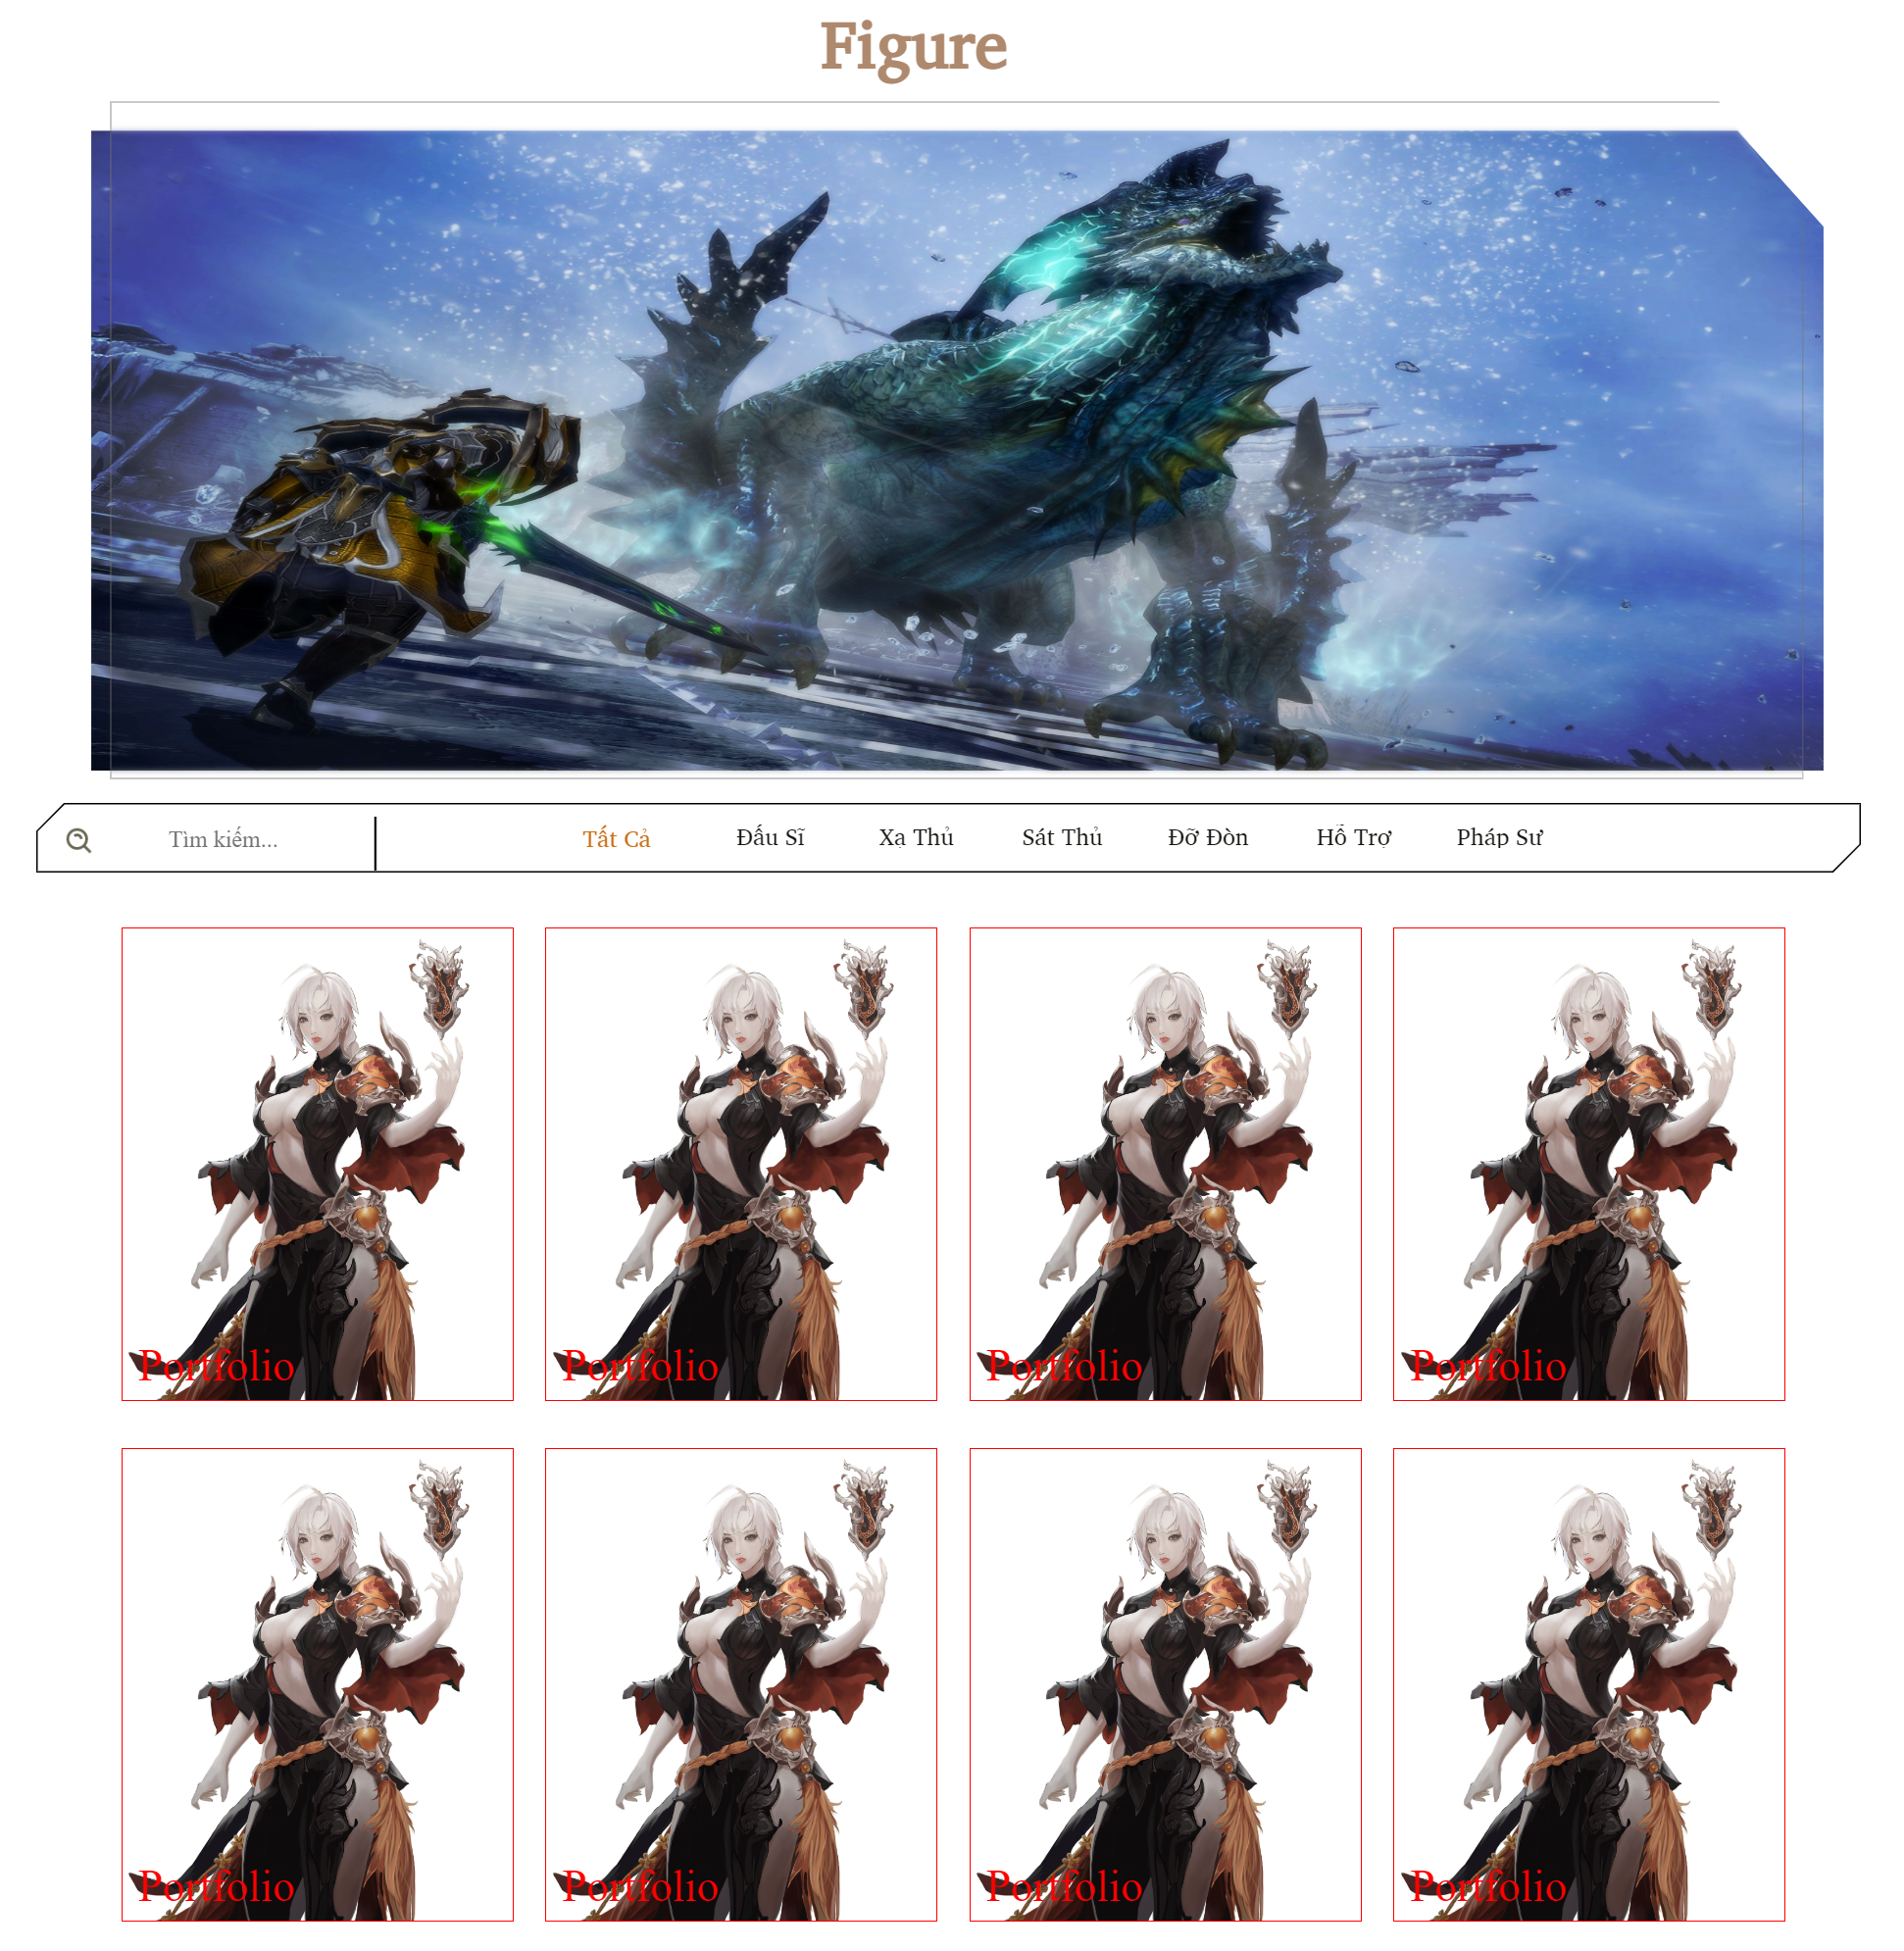 Figure
Tìm kiếm... Tất Cả Đấu Sĩ Xạ Thủ Sát Thủ Đỡ Đòn Hỗ Trợ Pháp Sư
Portfolio Portfolio Portfolio Portfolio
Portfolio Portfolio Portfolio Portfolio